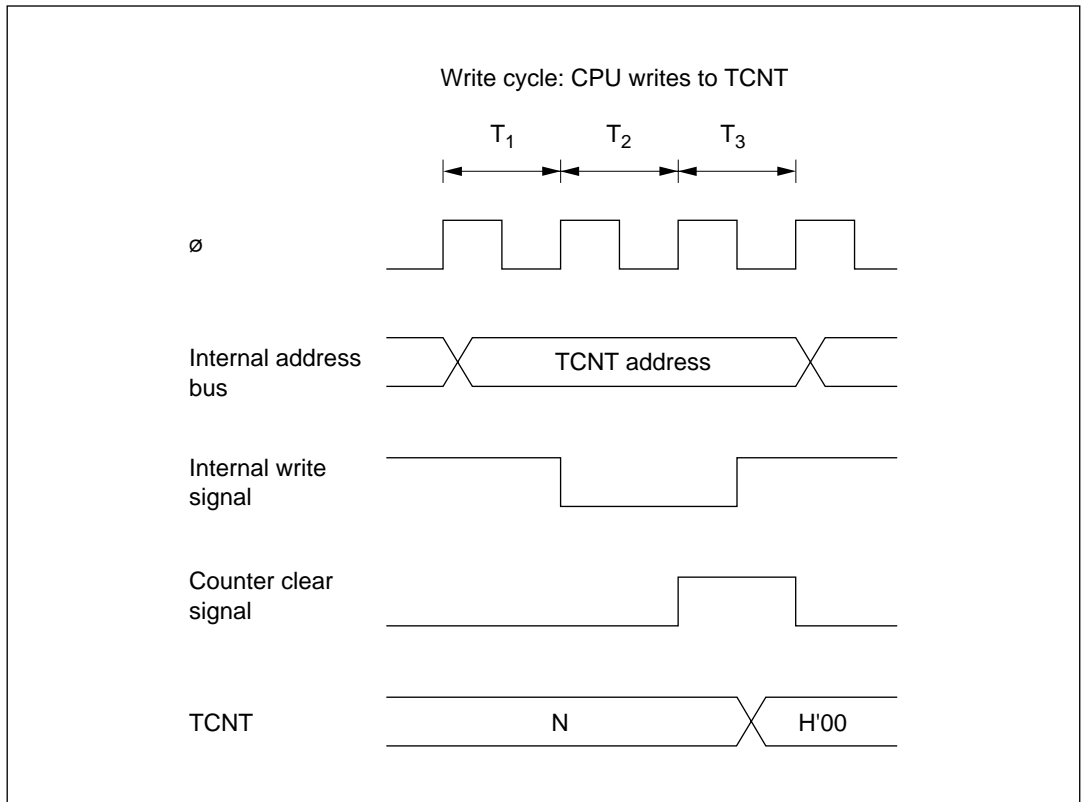 Write cycle: CPU writes to TCNT
T1 T2 T3
ø
Internal address
bus
TCNT address
Internal write
signal
Counter clear
signal
TCNT N H'00